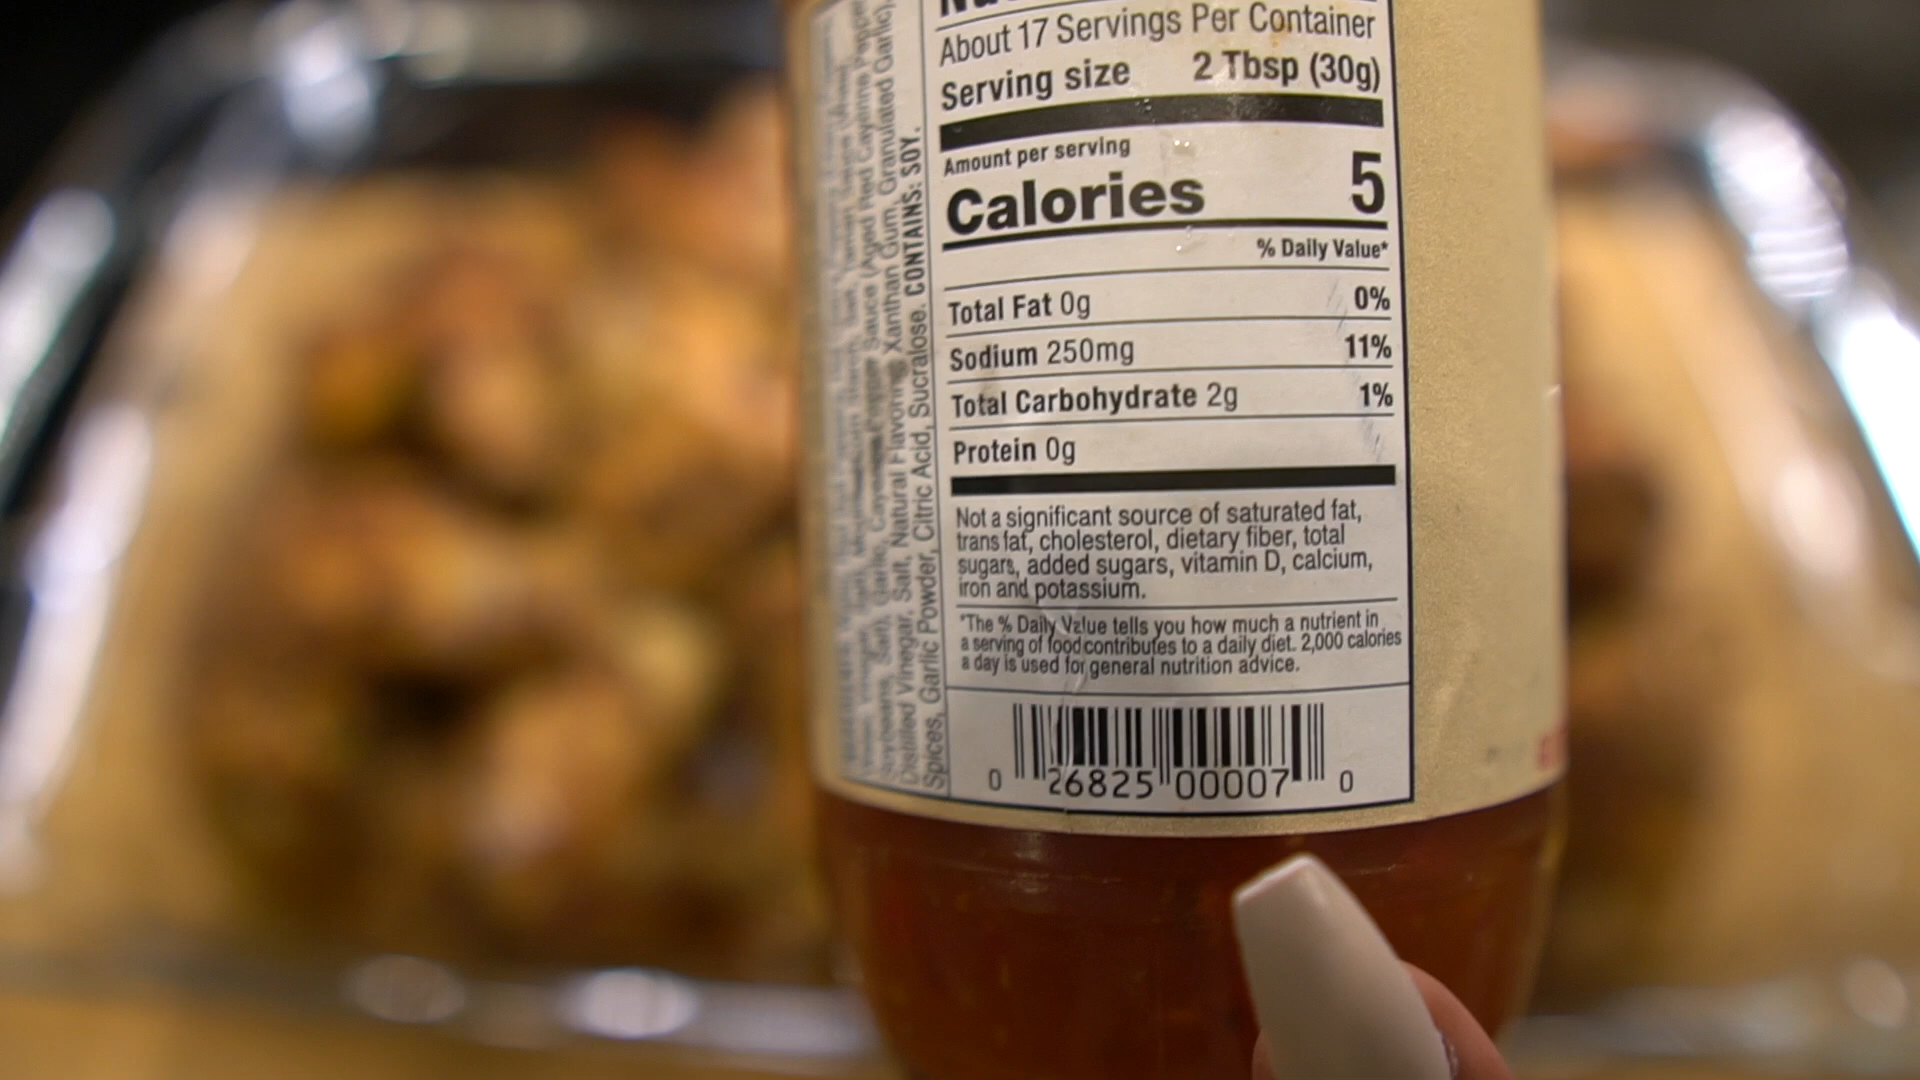 About 17 Servings Per Container
Serving size 2 Tbsp (30g)
Amount per serving
Calories 5
% Daily Value*
Total Fat 0g 0%
Sodium 250mg 11%
Total Carbohydrate 2g 1%
Protein 0g
Not a significant source of saturated fat,
trans fat, cholesterol, dietary fiber, total
sugars, added sugars, vitamin D, calcium,
iron and potassium.
*The % Daily Value tells you how much a nutrient in
a serving of food contributes to a daily diet. 2,000 calories
a day is used for general nutrition advice.
0 26825 00007 0
Sauce (Aged Red Cayenne Pepper
Distilled Vinegar, Salt, Natural Flavoring, Xanthan Gum, Granulated Garlic),
Spices, Garlic Powder, Citric Acid, Sucralose. CONTAINS: SOY.